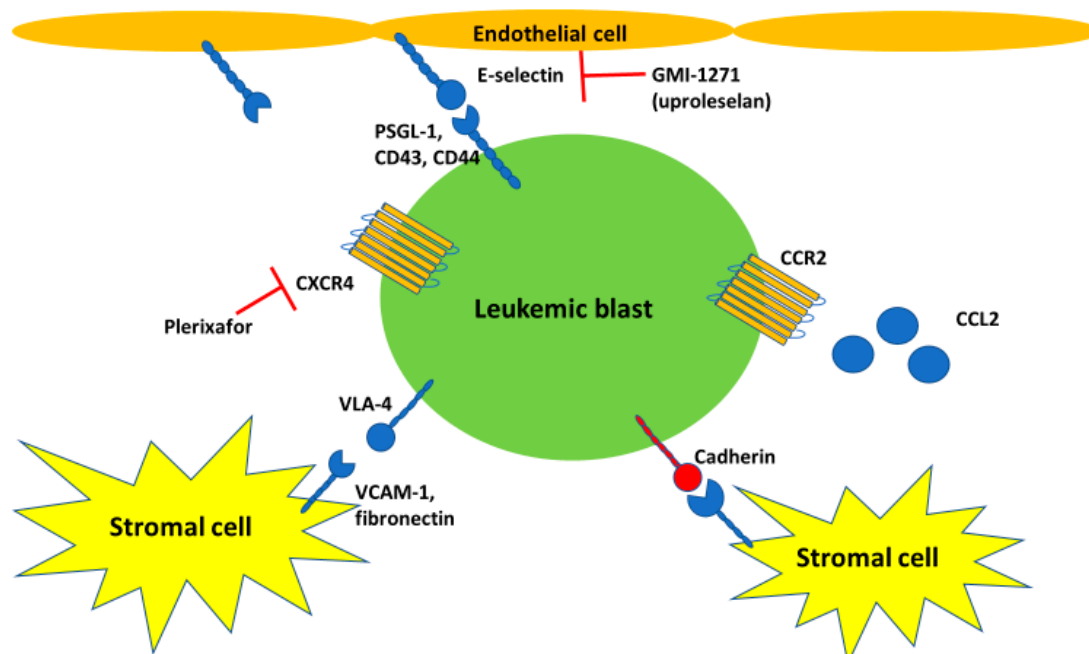 Endothelial cell
E-selectin
GMI-1271
(uproleselan)
PSGL-1,
CD43, CD44
CXCR4
CCR2
Plerixafor
Leukemic blast
CCL2
VLA-4
Cadherin
VCAM-1,
fibronectin
Stromal cell
Stromal cell